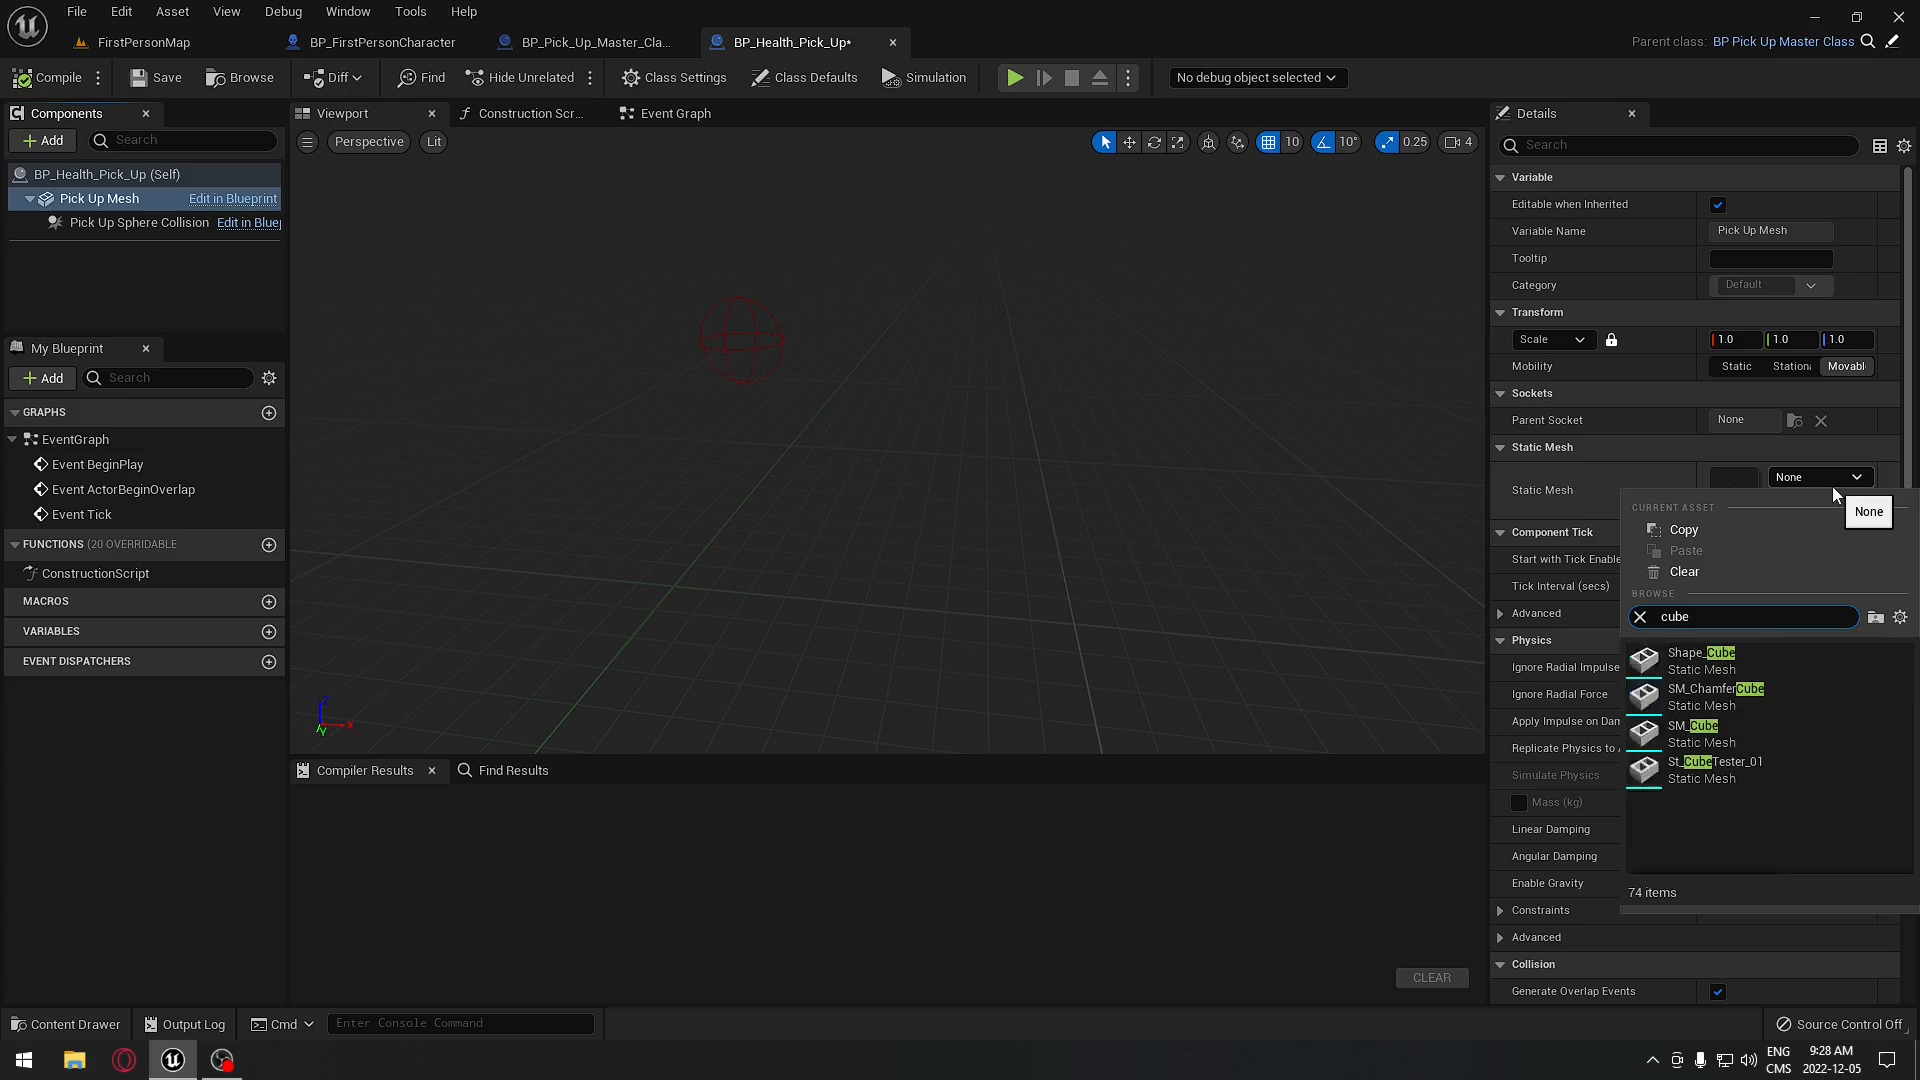 File Edit Asset View Debug Window Tools Help
FirstPersonMap BP_FirstPersonCharacter BP_Pick_Up_Master_Cla... BP_Health_Pick_Up*
Parent class: BP Pick Up Master Class
Compile Save Browse Diff Find Hide Unrelated Class Settings Class Defaults Simulation No debug object selected
Components
Add Search
BP_Health_Pick_Up (Self)
Pick Up Mesh Edit in Blueprint
Pick Up Sphere Collision Edit in Blue
My Blueprint
Add Search
GRAPHS
EventGraph
Event BeginPlay
Event ActorBeginOverlap
Event Tick
FUNCTIONS (20 OVERRIDABLE
ConstructionScript
MACROS
VARIABLES
EVENT DISPATCHERS
Viewport Construction Scr... Event Graph
Perspective Lit 10 10° 0.25 4
Z
X
Y
Compiler Results Find Results
CLEAR
Details
Search
Variable
Editable when Inherited
Variable Name Pick Up Mesh
Tooltip
Category Default
Transform
Scale 1.0 1.0 1.0
Mobility Static Stationa Movabl
Sockets
Parent Socket None
Static Mesh
Static Mesh None
None
CURRENT ASSET
Copy
Paste
Clear
BROWSE
cube
Shape_Cube
Static Mesh
SM_ChamferCube
Static Mesh
SM_Cube
Static Mesh
St_CubeTester_01
Static Mesh
74 items
Component Tick
Start with Tick Enable
Tick Interval (secs)
Advanced
Physics
Ignore Radial Impulse
Ignore Radial Force
Apply Impulse on Dam
Replicate Physics to A
Simulate Physics
Mass (kg)
Linear Damping
Angular Damping
Enable Gravity
Constraints
Advanced
Collision
Generate Overlap Events
Content Drawer Output Log Cmd Enter Console Command Source Control Off
ENG 9:28 AM
CMS 2022-12-05